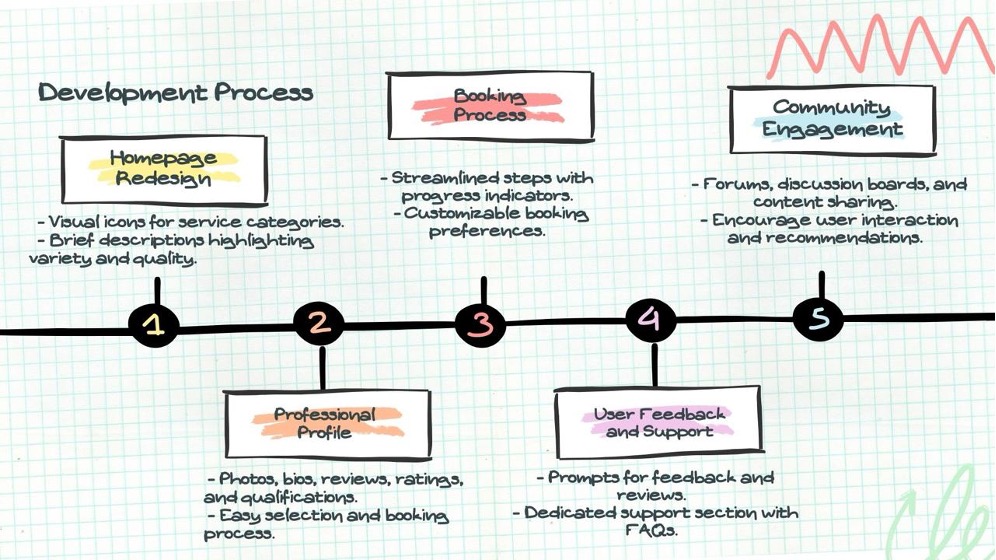 Development Process
Homepage
Redesign
- Visual icons for service categories.
- Brief descriptions highlighting
variety and quality.
Booking
Process
- Streamlined steps with
progress indicators.
- Customizable booking
preferences.
Community
Engagement
- Forums, discussion boards, and
content sharing.
- Encourage user interaction
and recommendations.
1
2
3
4
5
Professional
Profile
- Photos, bios, reviews, ratings,
and qualifications.
- Easy selection and booking
process.
User Feedback
and Support
- Prompts for feedback and
reviews.
- Dedicated support section with
FAQs.